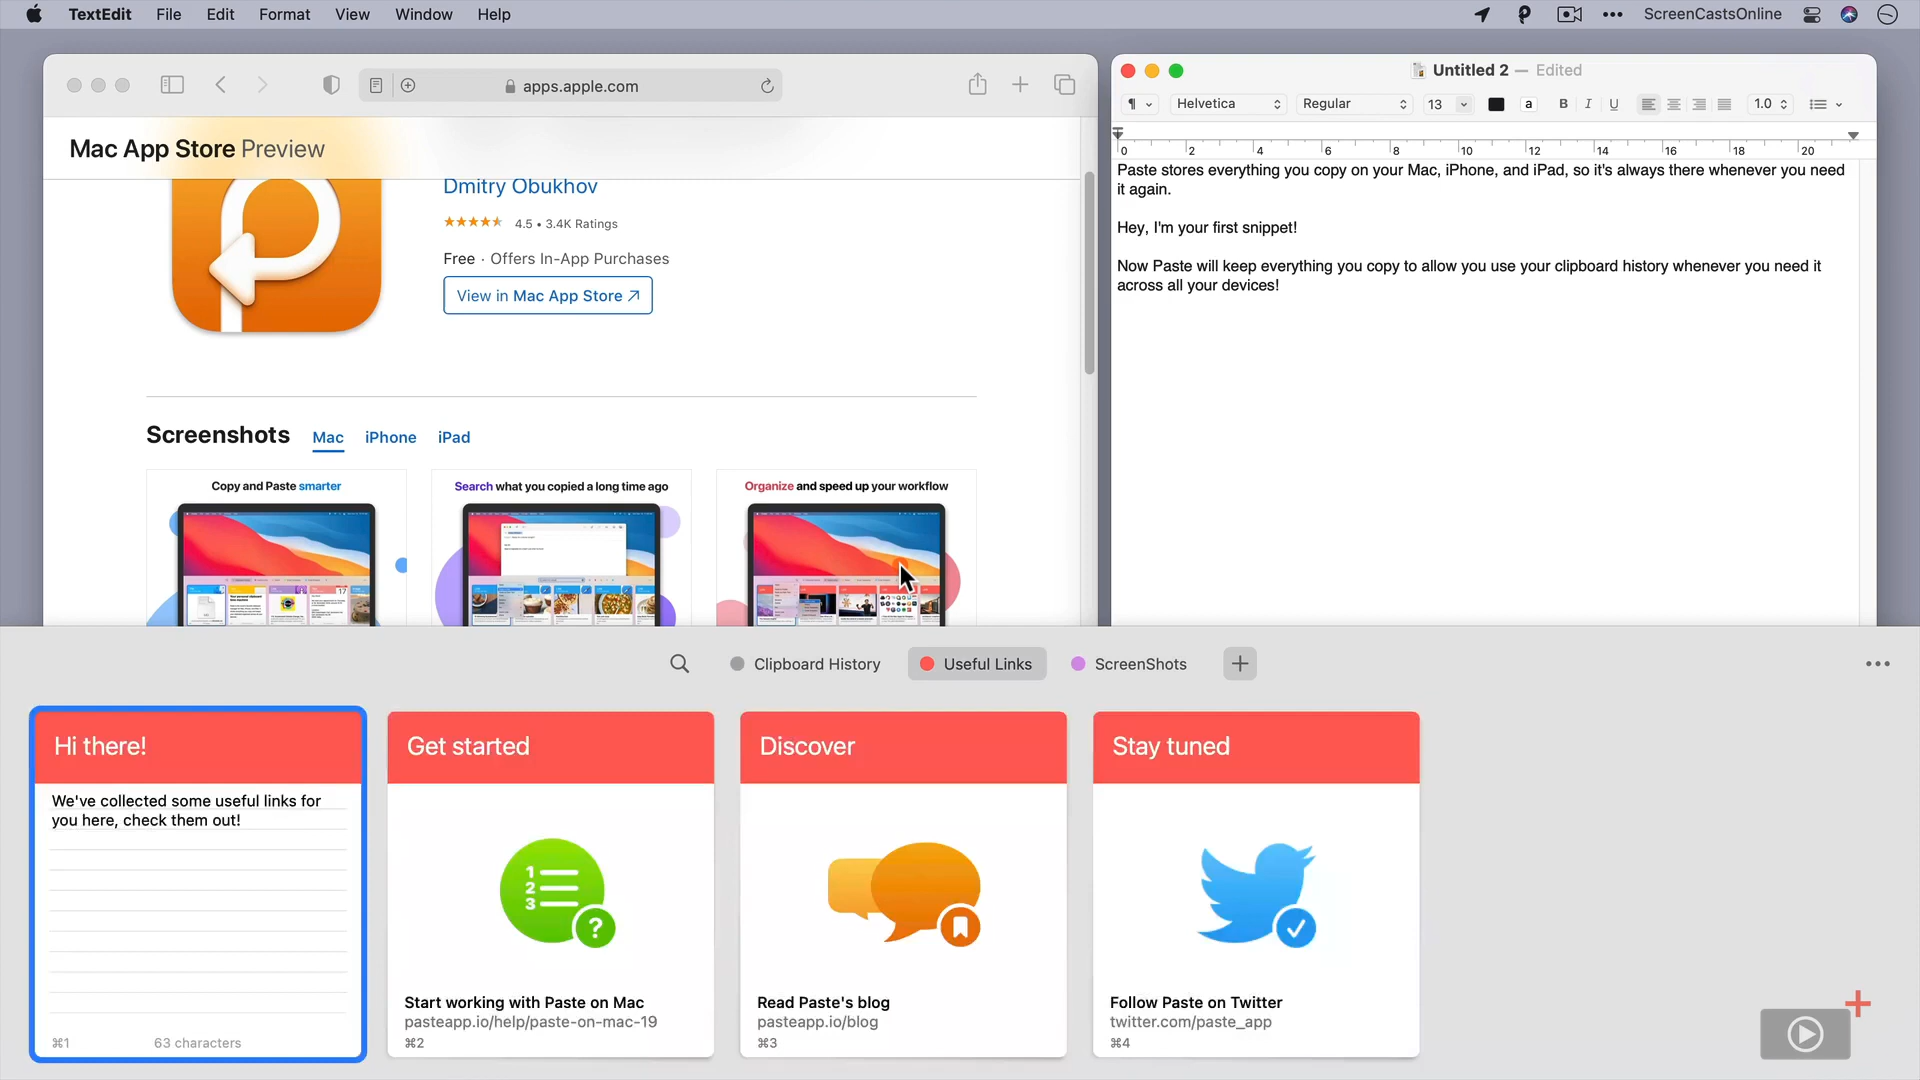 TextEdit File Edit Format View Window Help ScreenCastsOnline
apps.apple.com
Mac App Store Preview
Dmitry Obukhov
4.5 • 3.4K Ratings
Free · Offers In-App Purchases
View in Mac App Store ↗
Screenshots Mac iPhone iPad
Copy and Paste smarter
Search what you copied a long time ago
Organize and speed up your workflow
Untitled 2 — Edited
¶ Helvetica Regular 13 a B I U 1.0
0 2 4 6 8 10 12 14 16 18 20
Paste stores everything you copy on your Mac, iPhone, and iPad, so it's always there whenever you need
it again.
Hey, I'm your first snippet!
Now Paste will keep everything you copy to allow you use your clipboard history whenever you need it
across all your devices!
Clipboard History Useful Links ScreenShots
Hi there!
We've collected some useful links for
you here, check them out!
⌘1 63 characters
Get started
1
2
3
?
Start working with Paste on Mac
pasteapp.io/help/paste-on-mac-19
⌘2
Discover
Read Paste's blog
pasteapp.io/blog
⌘3
Stay tuned
Follow Paste on Twitter
twitter.com/paste_app
⌘4